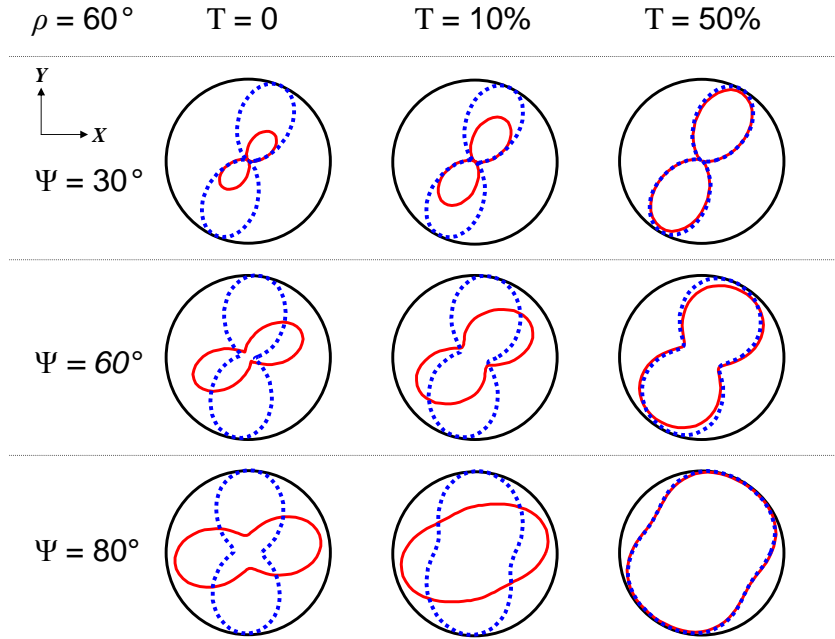 ρ = 60° T = 0 T = 10% T = 50%
Y
X
Ψ = 30°
Ψ = 60°
Ψ = 80°